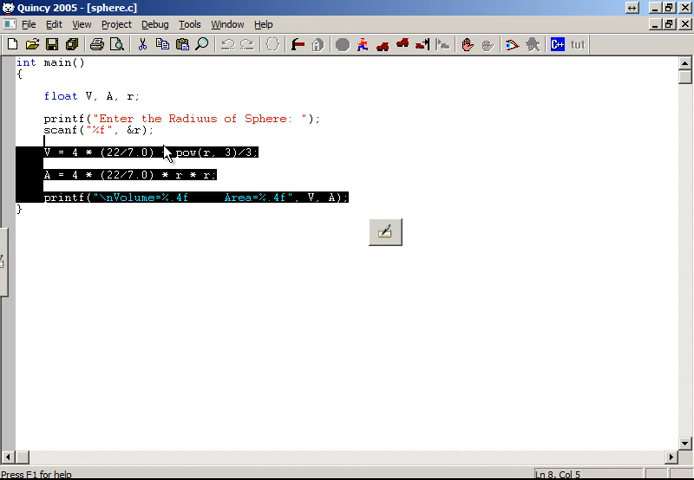 Quincy 2005 - [sphere.c]
File Edit View Project Debug Tools Window Help
C++ tut
int main()
{
float V, A, r;
printf("Enter the Radiuus of Sphere: ");
scanf("%f", &r);
V = 4 * (22/7.0) * pow(r, 3)/3;
A = 4 * (22/7.0) * r * r;
printf("\nVolume=%.4f Area=%.4f", V, A);
}
Press F1 for help
Ln 8, Col 5